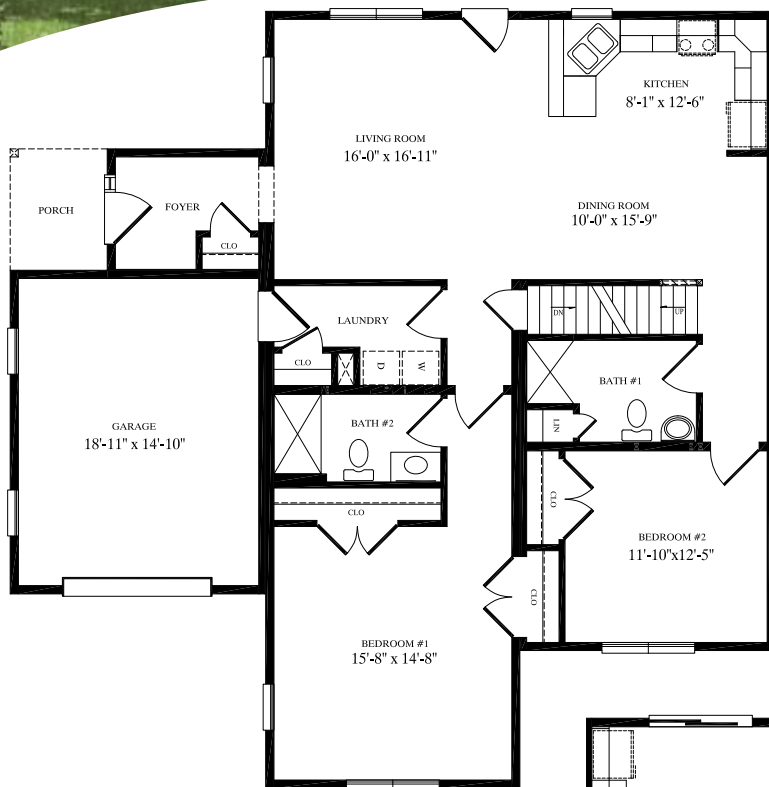 KITCHEN
8'-1" x 12'-6"
LIVING ROOM
16'-0" x 16'-11"
PORCH
FOYER
CLO
DINING ROOM
10'-0" x 15'-9"
LAUNDRY
DN
UP
CLO
D
W
BATH #1
BATH #2
LIN
GARAGE
18'-11" x 14'-10"
CLO
CLO
BEDROOM #2
11'-10"x12'-5"
CLO
BEDROOM #1
15'-8" x 14'-8"